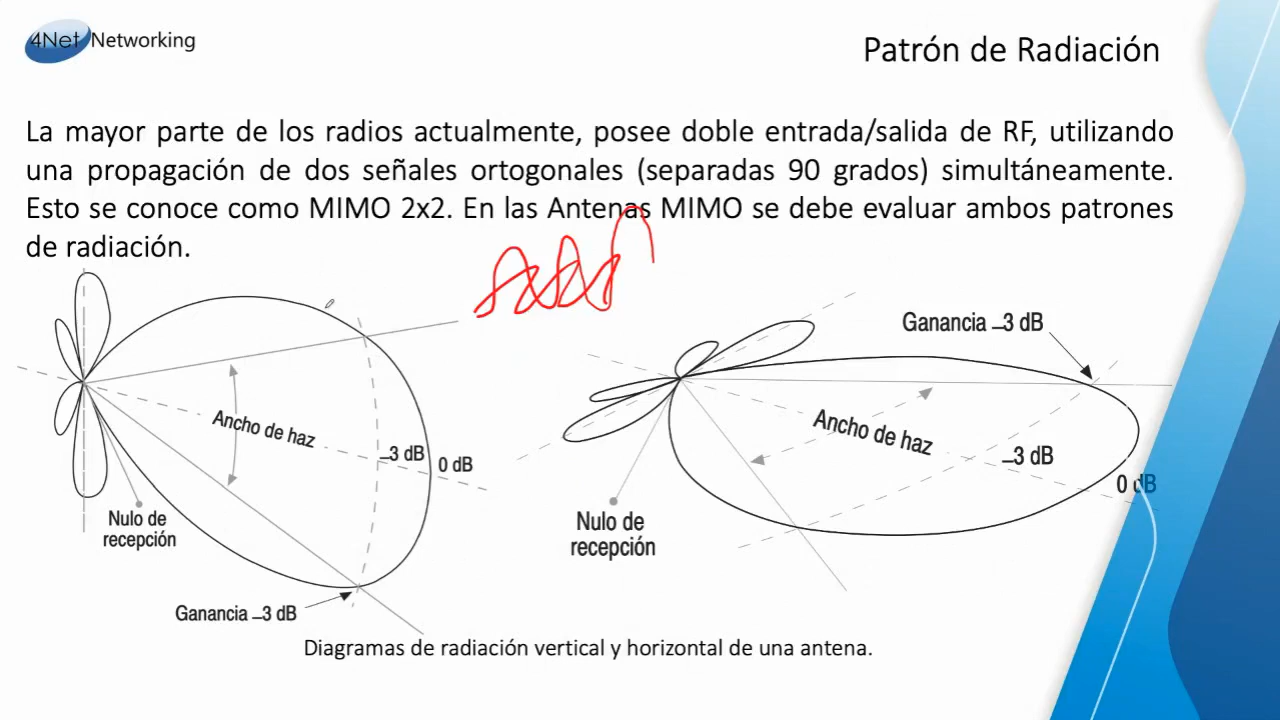 4Net Networking
Patrón de Radiación
La mayor parte de los radios actualmente, posee doble entrada/salida de RF, utilizando
una propagación de dos señales ortogonales (separadas 90 grados) simultáneamente.
Esto se conoce como MIMO 2x2. En las Antenas MIMO se debe evaluar ambos patrones
de radiación.
Ancho de haz
–3 dB
0 dB
Nulo de
recepción
Ganancia –3 dB
Ganancia –3 dB
Ancho de haz
–3 dB
0 dB
Nulo de
recepción
Diagramas de radiación vertical y horizontal de una antena.